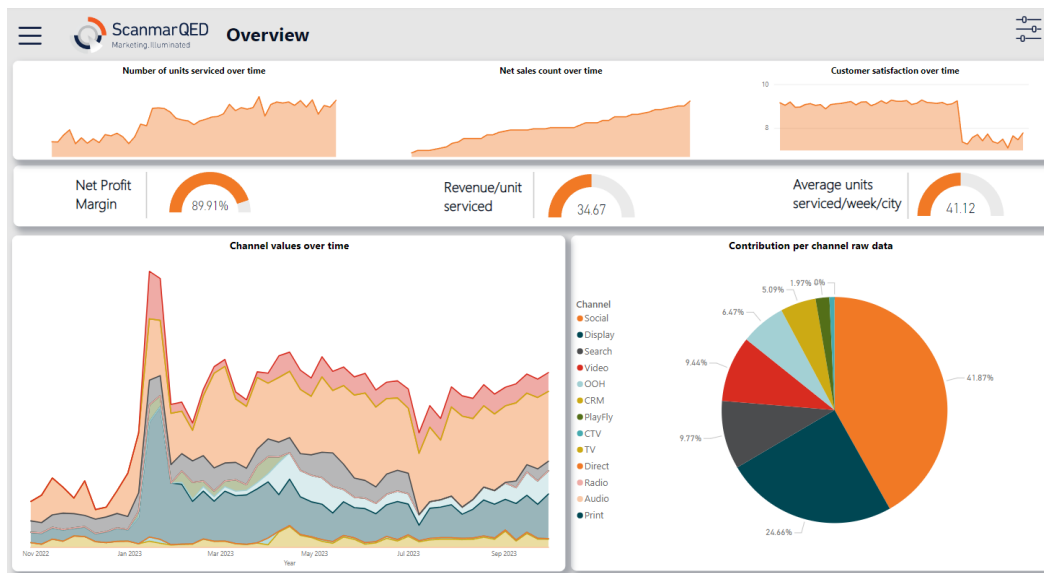 ScanmarQED
Marketing.Illuminated
Overview
Number of units serviced over time
Net sales count over time
Customer satisfaction over time
10
8
Net Profit
Margin
89.91%
Revenue/unit
serviced
34.67
Average units
serviced/week/city
41.12
Channel values over time
Nov 2022
Jan 2023
Mar 2023
May 2023
Jul 2023
Sep 2023
Year
Contribution per channel raw data
Channel
Social
Display
Search
Video
OOH
CRM
PlayFly
CTV
TV
Direct
Radio
Audio
Print
41.87%
24.66%
9.77%
9.44%
6.47%
5.09%
1.97%
0%